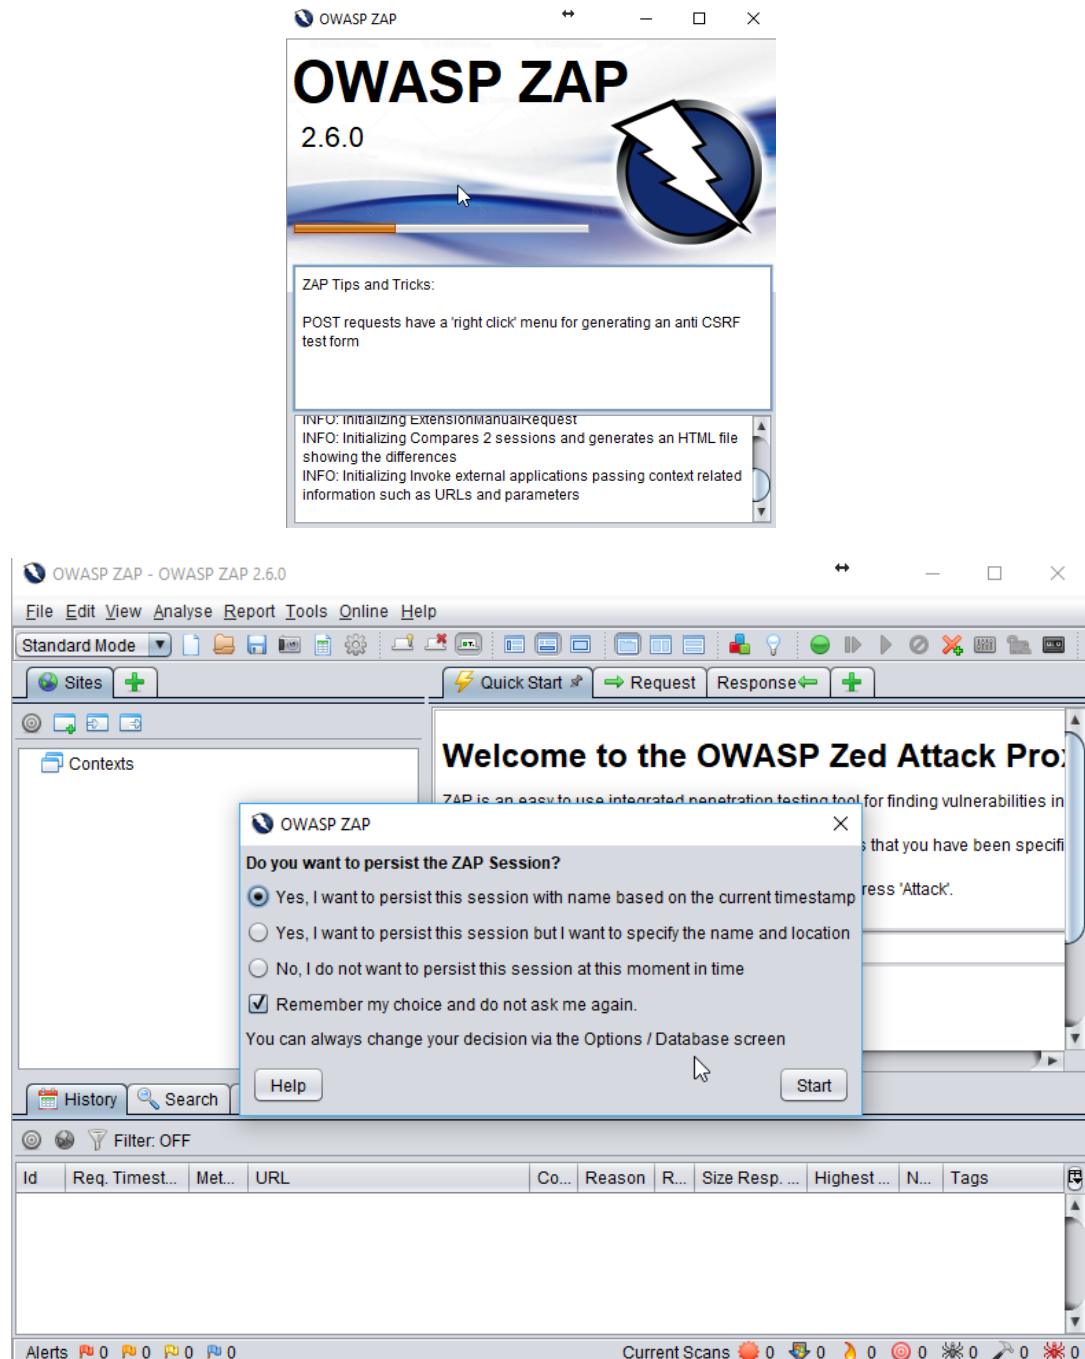 OWASP ZAP
OWASP ZAP
2.6.0
ZAP Tips and Tricks:
POST requests have a 'right click' menu for generating an anti CSRF
test form
INFO: Initializing ExtensionManualRequest
INFO: Initializing Compares 2 sessions and generates an HTML file
showing the differences
INFO: Initializing Invoke external applications passing context related
information such as URLs and parameters
OWASP ZAP - OWASP ZAP 2.6.0
File Edit View Analyse Report Tools Online Help
Standard Mode
Sites
Quick Start Request Response
Contexts
Welcome to the OWASP Zed Attack Pro
ZAP is an easy to use integrated penetration testing tool for finding vulnerabilities in
that you have been specifi
ress 'Attack'.
OWASP ZAP
Do you want to persist the ZAP Session?
Yes, I want to persist this session with name based on the current timestamp
Yes, I want to persist this session but I want to specify the name and location
No, I do not want to persist this session at this moment in time
Remember my choice and do not ask me again.
You can always change your decision via the Options / Database screen
Help Start
History Search
Filter: OFF
Id Req. Timest... Met... URL Co... Reason R... Size Resp. ... Highest ... N... Tags
Alerts 0 0 0 0 Current Scans 0 0 0 0 0 0 0